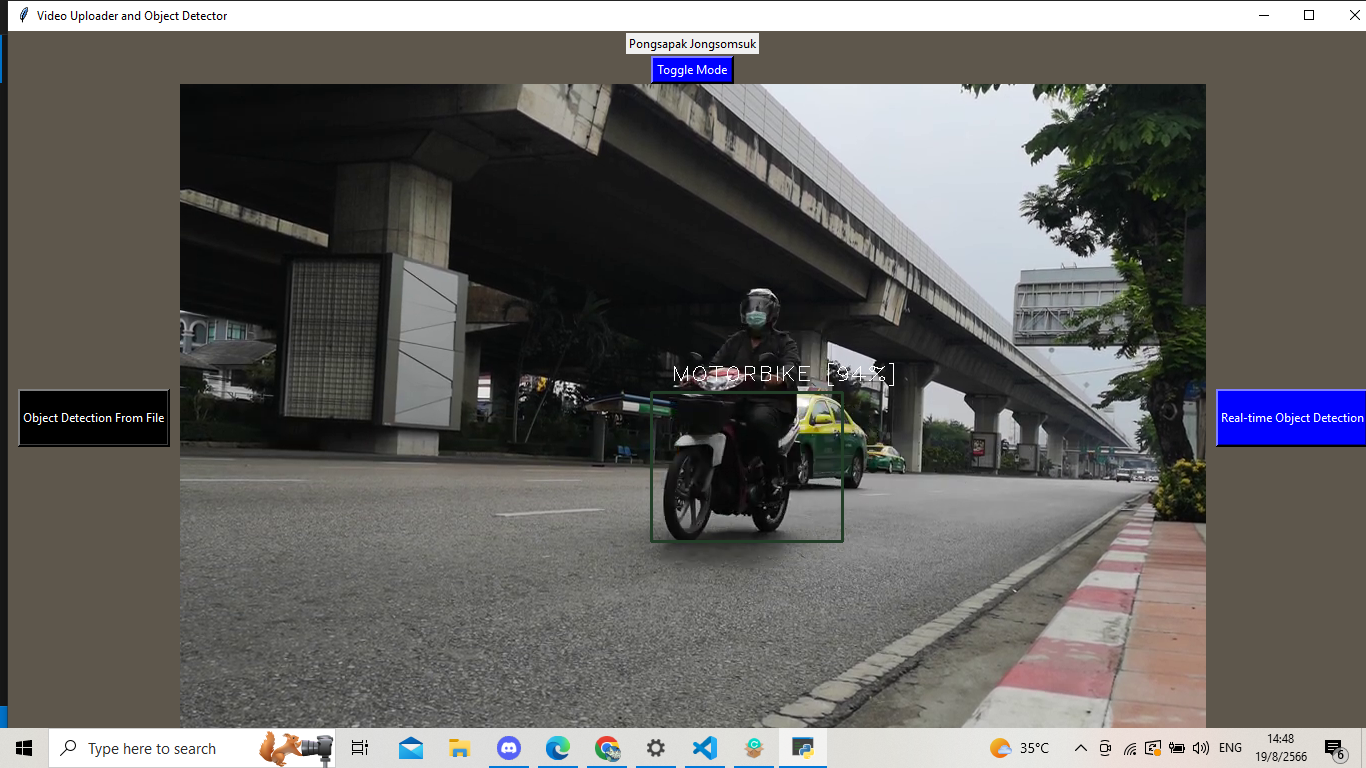 Video Uploader and Object Detector
Pongsapak Jongsomsuk
Toggle Mode
MOTORBIKE [94%]
Object Detection From File
Real-time Object Detection
Type here to search
35°C
ENG
14:48
19/8/2566
6